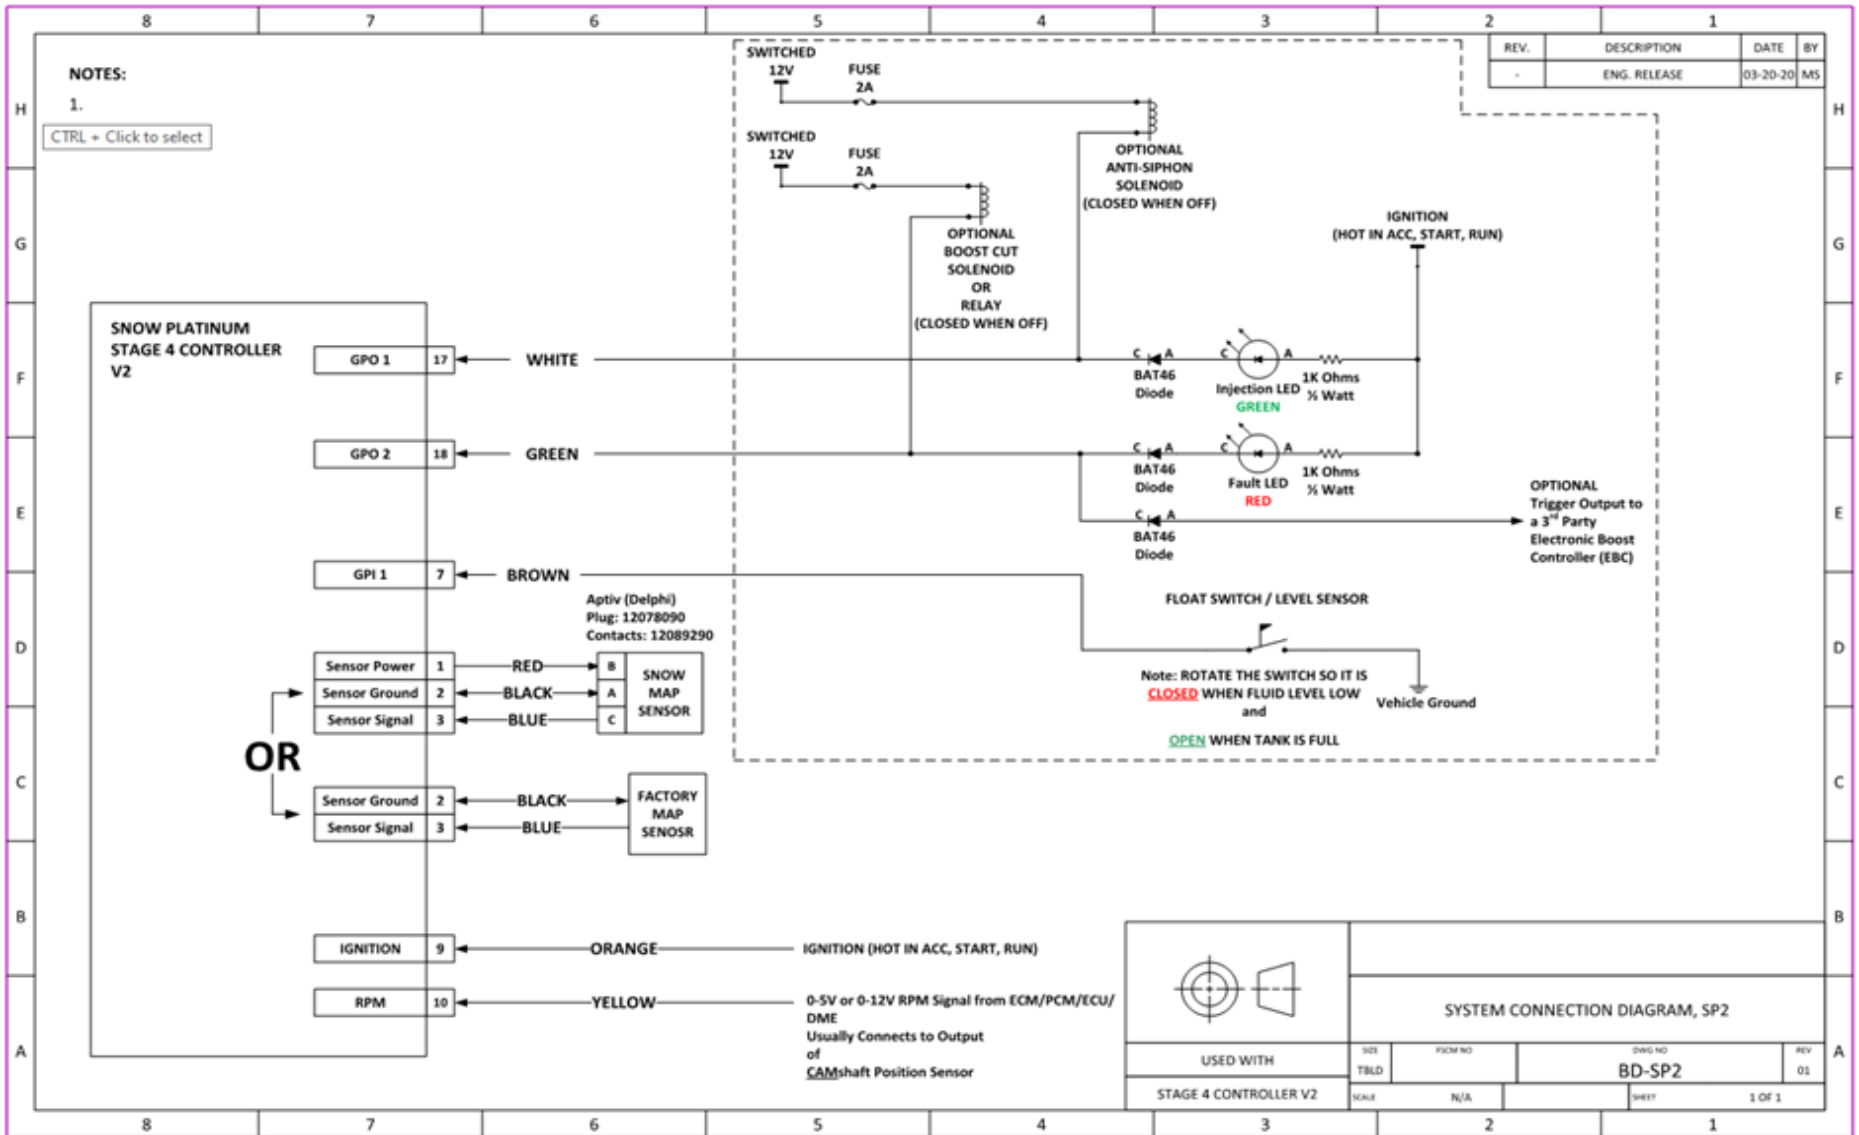 8 7 6 5 4 3 2 1
H
G
F
E
D
C
B
A
NOTES:
1.
CTRL + Click to select
REV. DESCRIPTION DATE BY
- ENG. RELEASE 03-20-20 MS
SWITCHED
12V
FUSE
2A
SWITCHED
12V
FUSE
2A
OPTIONAL
ANTI-SIPHON
SOLENOID
(CLOSED WHEN OFF)
OPTIONAL
BOOST CUT
SOLENOID
OR
RELAY
(CLOSED WHEN OFF)
IGNITION
(HOT IN ACC, START, RUN)
SNOW PLATINUM
STAGE 4 CONTROLLER
V2
GPO 1 17 WHITE
C A
BAT46
Diode
C A
Injection LED
GREEN
1K Ohms
½ Watt
GPO 2 18 GREEN
C A
BAT46
Diode
C A
Fault LED
RED
1K Ohms
½ Watt
C A
BAT46
Diode
OPTIONAL
Trigger Output to
a 3rd Party
Electronic Boost
Controller (EBC)
GPI 1 7 BROWN
FLOAT SWITCH / LEVEL SENSOR
Note: ROTATE THE SWITCH SO IT IS
CLOSED WHEN FLUID LEVEL LOW
and
OPEN WHEN TANK IS FULL
Vehicle Ground
Aptiv (Delphi)
Plug: 12078090
Contacts: 12089290
Sensor Power 1 RED B
Sensor Ground 2 BLACK A
Sensor Signal 3 BLUE C
SNOW
MAP
SENSOR
OR
Sensor Ground 2 BLACK
Sensor Signal 3 BLUE
FACTORY
MAP
SENOSR
IGNITION 9 ORANGE IGNITION (HOT IN ACC, START, RUN)
RPM 10 YELLOW 0-5V or 0-12V RPM Signal from ECM/PCM/ECU/
DME
Usually Connects to Output
of
CAMshaft Position Sensor
USED WITH
STAGE 4 CONTROLLER V2
SYSTEM CONNECTION DIAGRAM, SP2
SIZE FSCM NO DWG NO REV
TBLD BD-SP2 01
SCALE N/A SHEET 1 OF 1
H
G
F
E
D
C
B
A
8 7 6 5 4 3 2 1